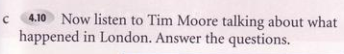 c 4.10 Now listen to Tim Moore talking about what
happened in London. Answer the questions.